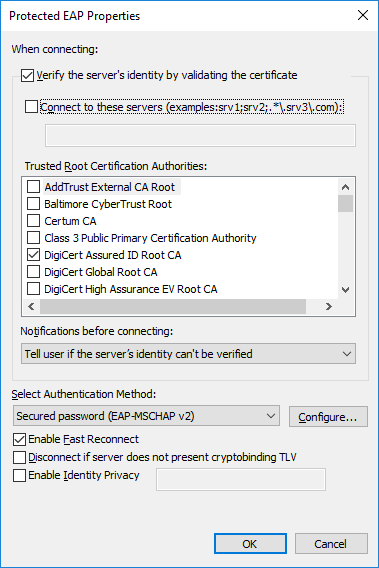 Protected EAP Properties
When connecting:
Verify the server's identity by validating the certificate
Connect to these servers (examples:srv1;srv2;.*\.srv3\.com):
Trusted Root Certification Authorities:
AddTrust External CA Root
Baltimore CyberTrust Root
Certum CA
Class 3 Public Primary Certification Authority
DigiCert Assured ID Root CA
DigiCert Global Root CA
DigiCert High Assurance EV Root CA
Notifications before connecting:
Tell user if the server's identity can't be verified
Select Authentication Method:
Secured password (EAP-MSCHAP v2)
Configure...
Enable Fast Reconnect
Disconnect if server does not present cryptobinding TLV
Enable Identity Privacy
OK
Cancel